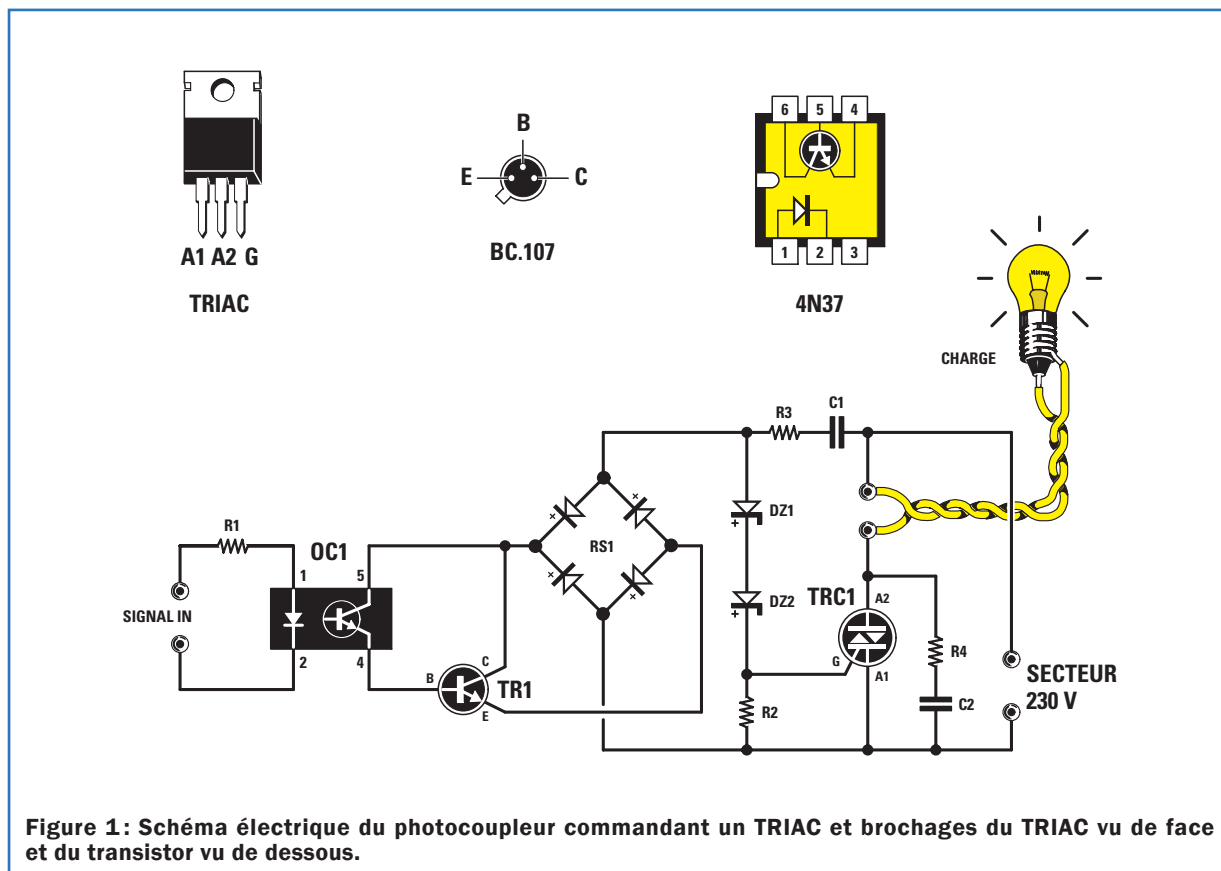 A1 A2 G
TRIAC
B
E
C
BC.107
6 5 4
1 2 3
4N37
CHARGE
R3
C1
R1
OC1
1
5
SIGNAL IN
2
4
B
C
E
TR1
RS1
+
+
+
+
DZ1
+
DZ2
+
TRC1
A2
G
A1
R2
R4
C2
SECTEUR
230 V
Figure 1: Schéma électrique du photocoupleur commandant un TRIAC et brochages du TRIAC vu de face
et du transistor vu de dessous.